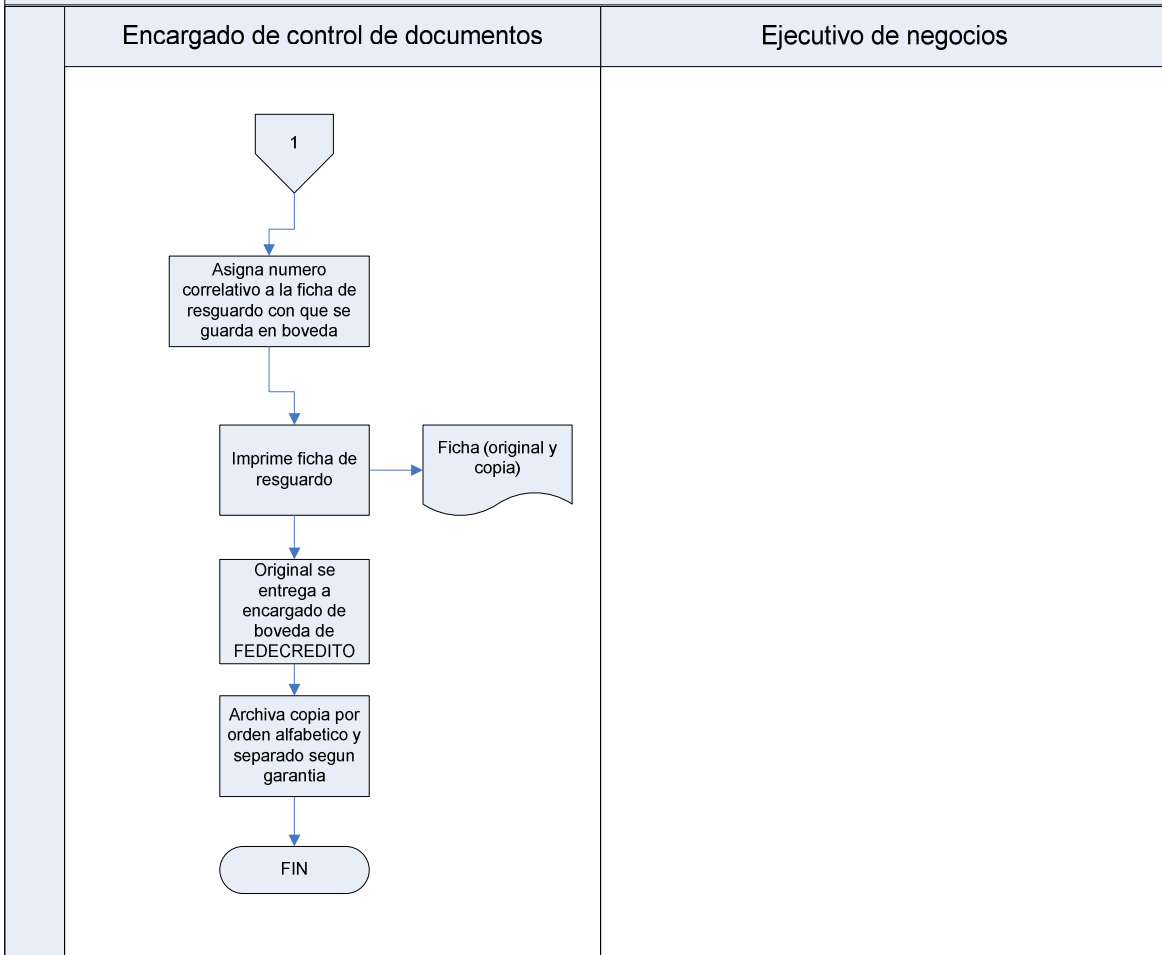 Encargado de control de documentos
Ejecutivo de negocios
1
Asigna numero
correlativo a la ficha de
resguardo con que se
guarda en boveda
Imprime ficha de
resguardo
Ficha (original y
copia)
Original se
entrega a
encargado de
boveda de
FEDECREDITO
Archiva copia por
orden alfabetico y
separado segun
garantia
FIN